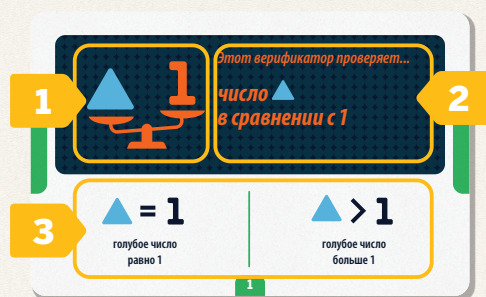 1
1
Этот верификатор проверяет...
число
в сравнении с 1
2
3
= 1
голубое число
равно 1
> 1
голубое число
больше 1
1